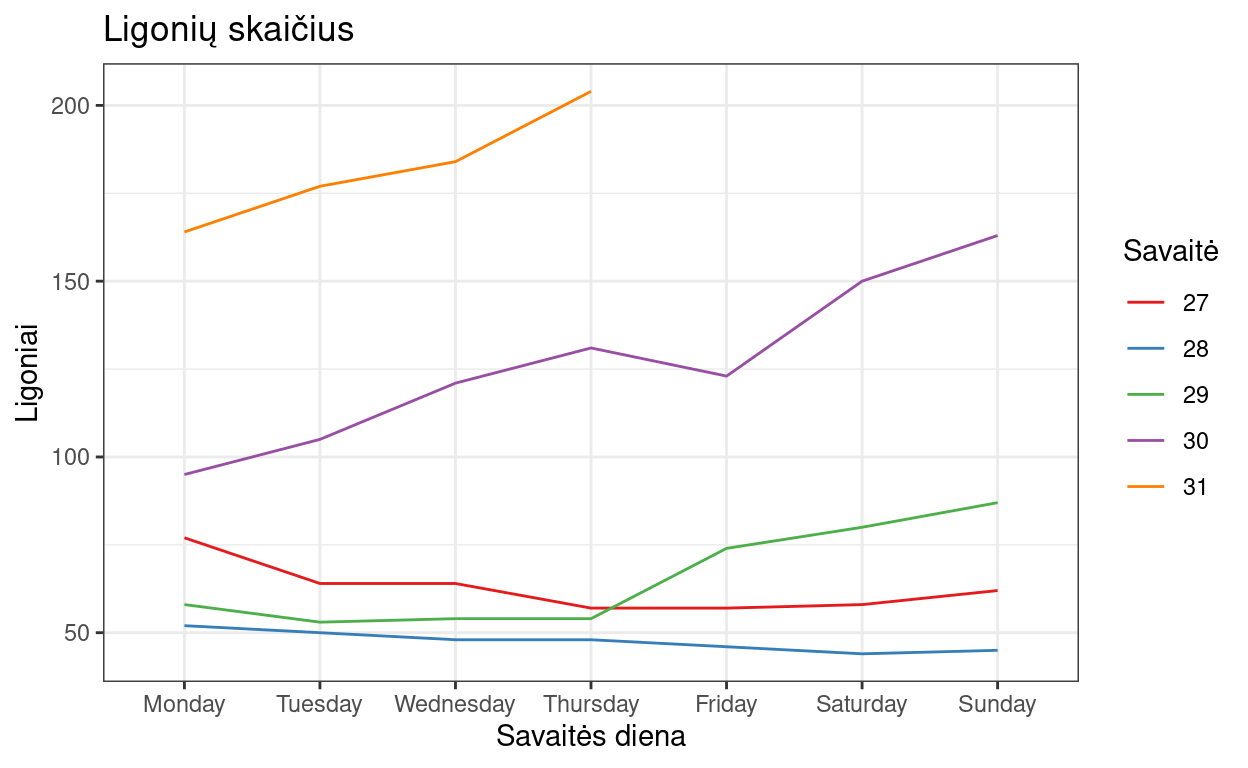 Ligonių skaičius
200
150
100
50
Ligoniai
Monday Tuesday Wednesday Thursday Friday Saturday Sunday
Savaitės diena
Savaitė
27
28
29
30
31